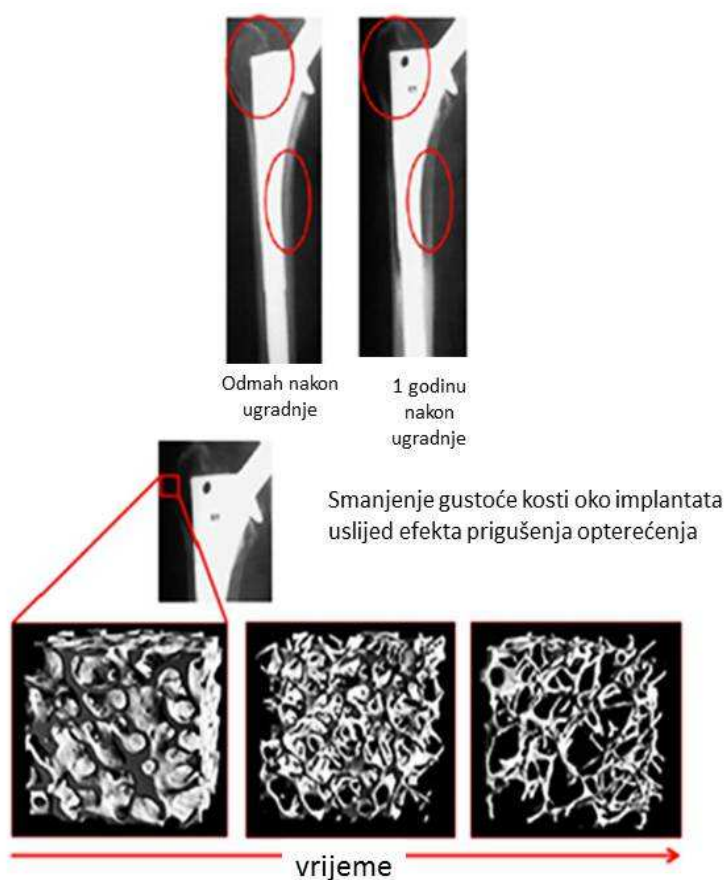 Odmah nakon
ugradnje
1 godinu
nakon
ugradnje
Smanjenje gustoće kosti oko implantata
uslijed efekta prigušenja opterećenja
vrijeme